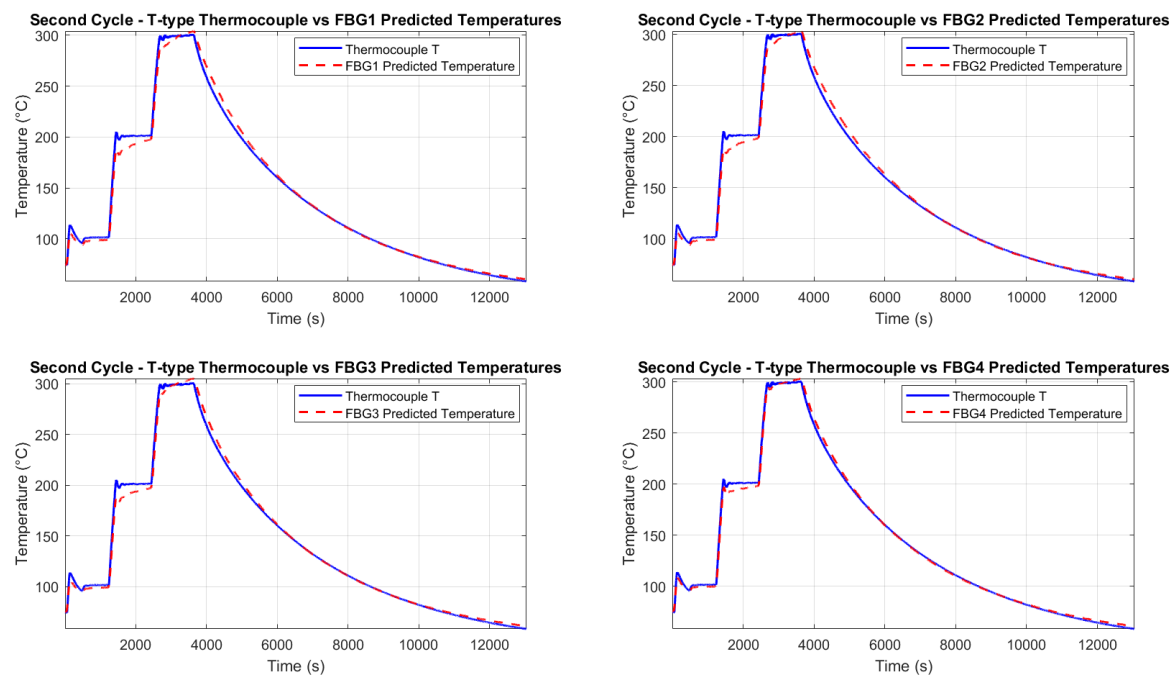 Second Cycle - T-type Thermocouple vs FBG1 Predicted Temperatures
Temperature (°C)
300
250
200
150
100
Thermocouple T
FBG1 Predicted Temperature
2000 4000 6000 8000 10000 12000
Time (s)
Second Cycle - T-type Thermocouple vs FBG2 Predicted Temperatures
Temperature (°C)
300
250
200
150
100
Thermocouple T
FBG2 Predicted Temperature
2000 4000 6000 8000 10000 12000
Time (s)
Second Cycle - T-type Thermocouple vs FBG3 Predicted Temperatures
Temperature (°C)
300
250
200
150
100
Thermocouple T
FBG3 Predicted Temperature
2000 4000 6000 8000 10000 12000
Time (s)
Second Cycle - T-type Thermocouple vs FBG4 Predicted Temperatures
Temperature (°C)
300
250
200
150
100
Thermocouple T
FBG4 Predicted Temperature
2000 4000 6000 8000 10000 12000
Time (s)